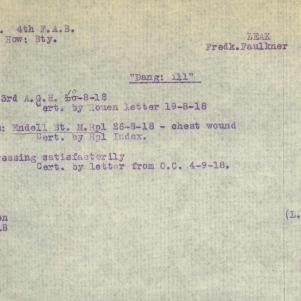 4th F.A.B.
How: Bty.
LEAK
Fredk. Faulkner
"Dang: ill"
3rd A.G.H. -8-18
Cert. by Rouen letter 19-8-18
Endell St. M.Hpl 26-8-18 - chest wound
Cert. by Hpl Index.
essing satisfactorily
Cert. by letter from O.C. 4-9-18.
on
(L.
8